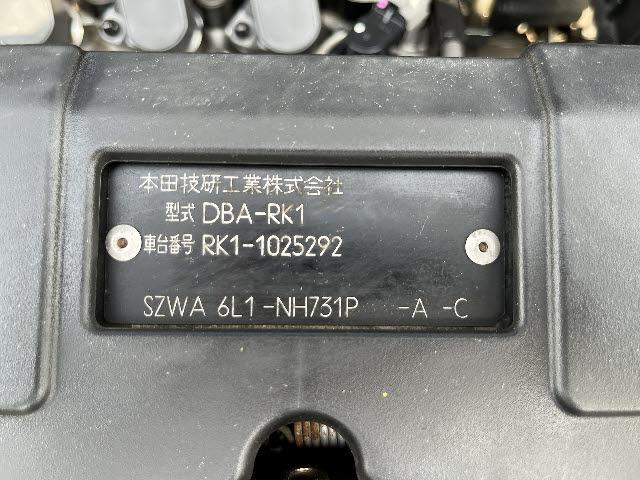 本田技研工業株式会社
型式 DBA-RK1
車台番号 RK1-1025292
SZWA 6L1-NH731P -A -C